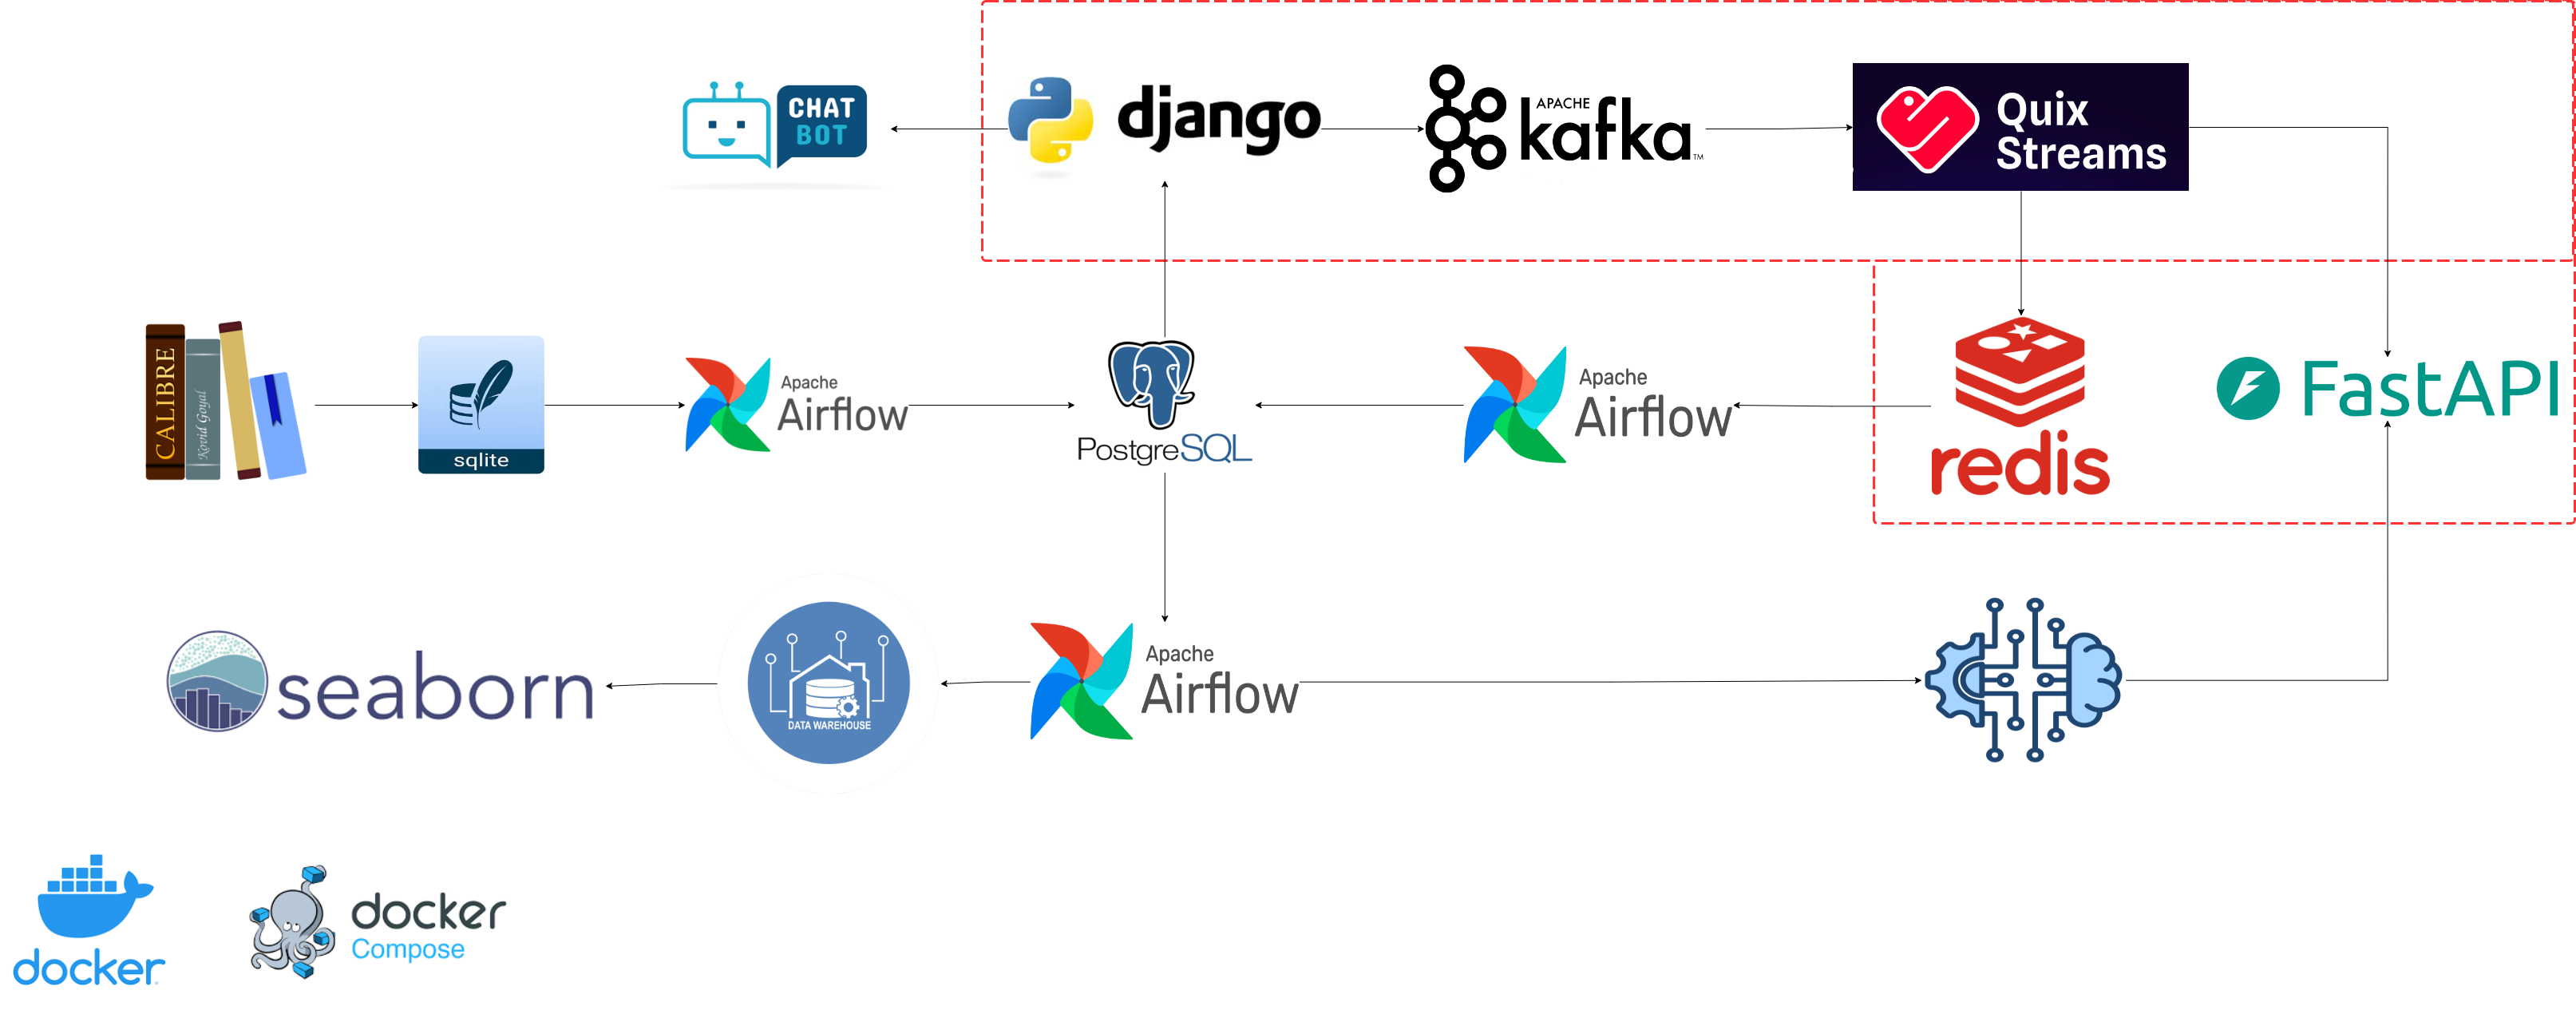 CHAT
BOT
django
APACHE
kafka™
Quix
Streams
CALIBRE
Kovid Goyal
sqlite
Apache
Airflow
PostgreSQL
Apache
Airflow
redis
FastAPI
seaborn
DATA WAREHOUSE
Apache
Airflow
docker
docker
Compose